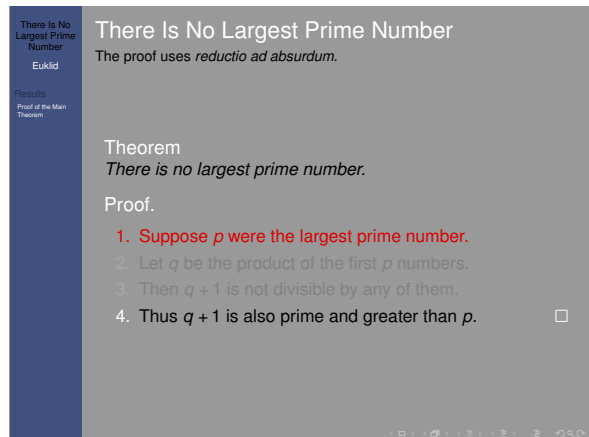 There Is No
Largest Prime
Number
Euklid
Results
Proof of the Main
Theorem
There Is No Largest Prime Number
The proof uses reductio ad absurdum.
Theorem
There is no largest prime number.
Proof.
1. Suppose p were the largest prime number.
2. Let q be the product of the first p numbers.
3. Then q + 1 is not divisible by any of them.
4. Thus q + 1 is also prime and greater than p. □